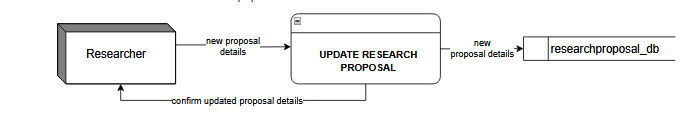 Researcher
new proposal
details
UPDATE RESEARCH
PROPOSAL
new
proposal details
researchproposal_db
confirm updated proposal details